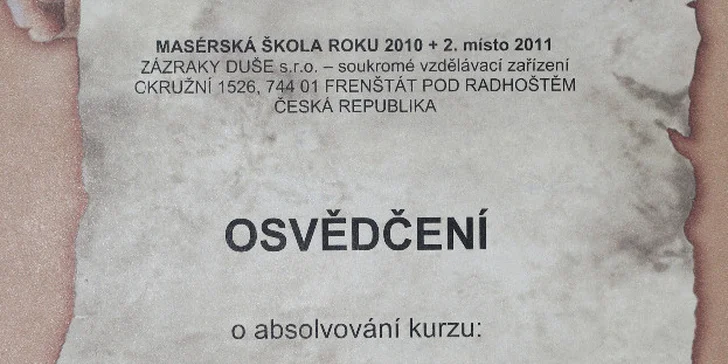 MASÉRSKÁ ŠKOLA ROKU 2010 + 2. místo 2011
ZÁZRAKY DUŠE s.r.o. – soukromé vzdělávací zařízení
OKRUŽNÍ 1526, 744 01 FRENŠTÁT POD RADHOŠTĚM
ČESKÁ REPUBLIKA
OSVĚDČENÍ
o absolvování kurzu: